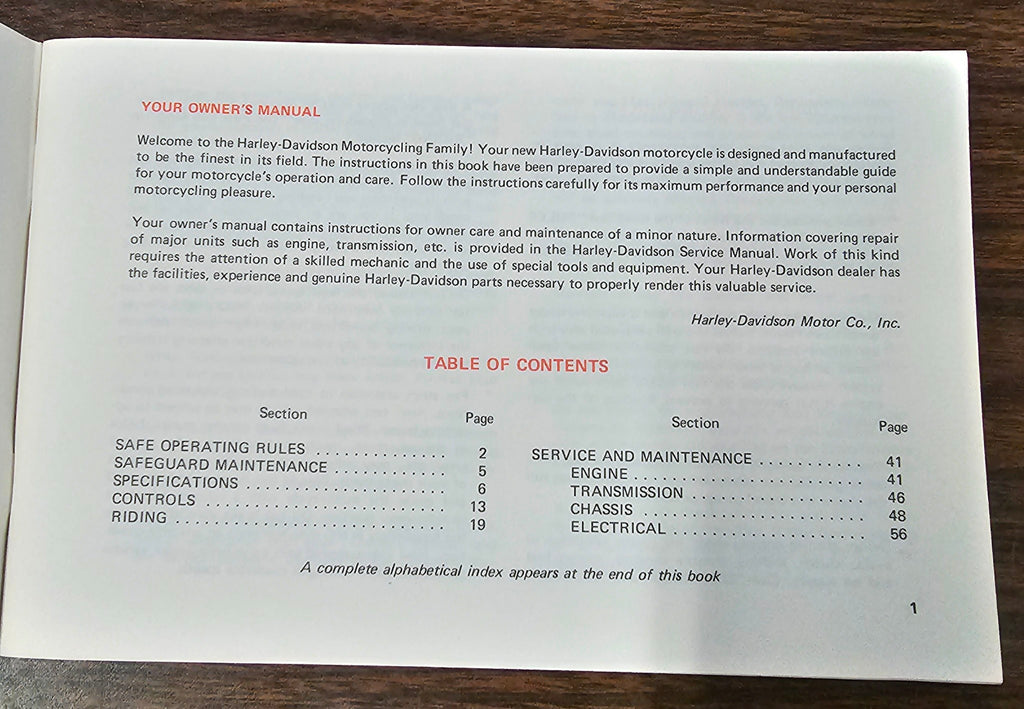 YOUR OWNER'S MANUAL
Welcome to the Harley-Davidson Motorcycling Family! Your new Harley-Davidson motorcycle is designed and manufactured
to be the finest in its field. The instructions in this book have been prepared to provide a simple and understandable guide
for your motorcycle's operation and care. Follow the instructions carefully for its maximum performance and your personal
motorcycling pleasure.
Your owner's manual contains instructions for owner care and maintenance of a minor nature. Information covering repair
of major units such as engine, transmission, etc. is provided in the Harley-Davidson Service Manual. Work of this kind
requires the attention of a skilled mechanic and the use of special tools and equipment. Your Harley-Davidson dealer has
the facilities, experience and genuine Harley-Davidson parts necessary to properly render this valuable service.
Harley-Davidson Motor Co., Inc.
TABLE OF CONTENTS
Section Page
SAFE OPERATING RULES . . . . . . . . . . . . . . 2
SAFEGUARD MAINTENANCE . . . . . . . . . . . . 5
SPECIFICATIONS . . . . . . . . . . . . . . . . . . . . . 6
CONTROLS . . . . . . . . . . . . . . . . . . . . . . . . . 13
RIDING . . . . . . . . . . . . . . . . . . . . . . . . . . . . 19
Section Page
SERVICE AND MAINTENANCE . . . . . . . . . . . 41
ENGINE . . . . . . . . . . . . . . . . . . . . . . . . 41
TRANSMISSION . . . . . . . . . . . . . . . . . . 46
CHASSIS . . . . . . . . . . . . . . . . . . . . . . . 48
ELECTRICAL . . . . . . . . . . . . . . . . . . . . 56
A complete alphabetical index appears at the end of this book
1